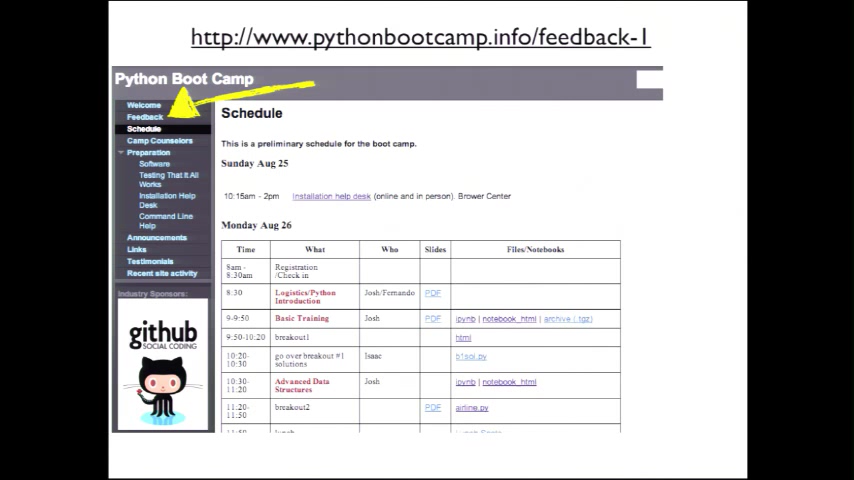 http://www.pythonbootcamp.info/feedback-1
Python Boot Camp
Welcome
Feedback
Schedule
Camp Counselors
Preparation
Software
Testing That It All
Works
Installation Help
Desk
Command Line
Help
Announcements
Links
Testimonials
Recent site activity
Industry Sponsors:
github
SOCIAL CODING
Schedule
This is a preliminary schedule for the boot camp.
Sunday Aug 25
10:15am - 2pm Installation help desk (online and in person). Brower Center
Monday Aug 26
Time What Who Slides Files/Notebooks
8am - Registration
8:30am /Check in
8.30 Logistics/Python Josh/Fernando PDF
Introduction
9-9:50 Basic Training Josh PDF ipynb | notebook_html | archive (.tgz)
9:50-10:20 breakout1 html
10:20- go over breakout #1 Isaac b1sol.py
10:30 solutions
10:30- Advanced Data Josh ipynb | notebook_html
11:20 Structures
11:20- breakout2 PDF airline.py
11:50